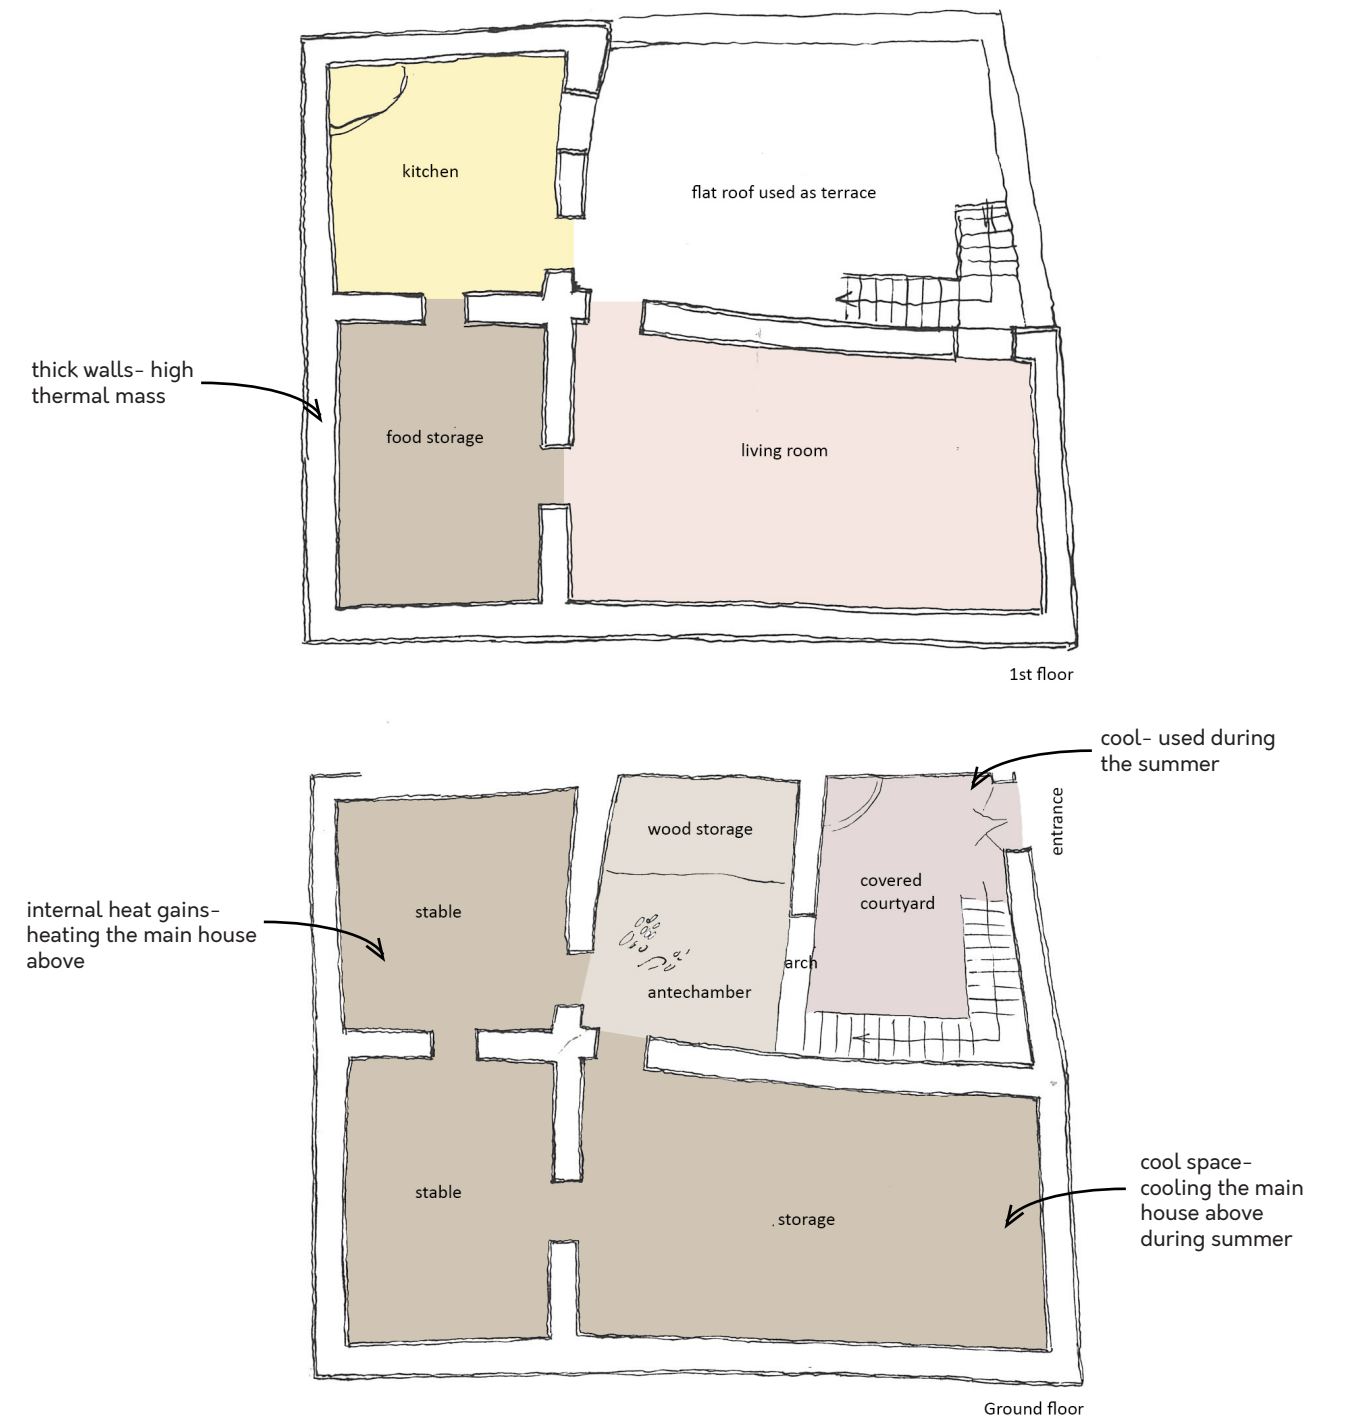 kitchen
flat roof used as terrace
thick walls- high
thermal mass
food storage
living room
1st floor
cool- used during
the summer
wood storage
entrance
covered
courtyard
stable
internal heat gains-
heating the main house
above
arch
antechamber
cool space-
cooling the main
house above
during summer
stable
storage
Ground floor